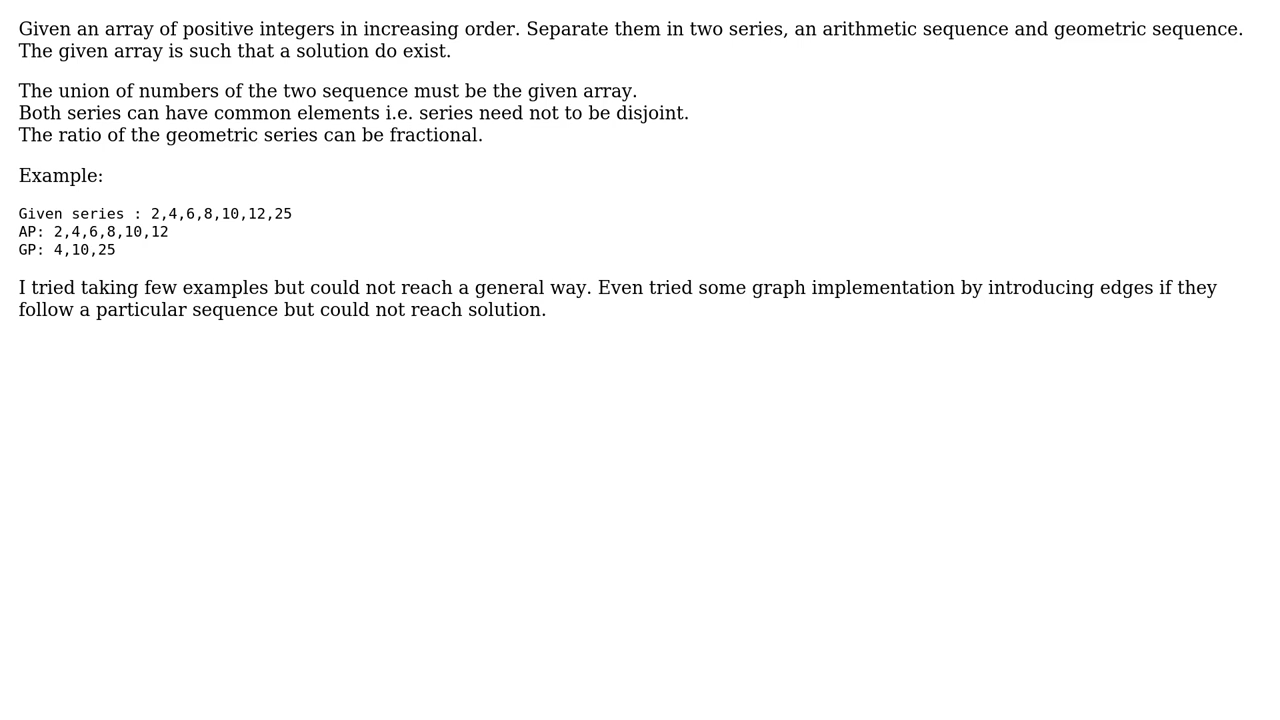 Given an array of positive integers in increasing order. Separate them in two series, an arithmetic sequence and geometric sequence.
The given array is such that a solution do exist.
The union of numbers of the two sequence must be the given array.
Both series can have common elements i.e. series need not to be disjoint.
The ratio of the geometric series can be fractional.
Example:
Given series : 2,4,6,8,10,12,25
AP: 2,4,6,8,10,12
GP: 4,10,25
I tried taking few examples but could not reach a general way. Even tried some graph implementation by introducing edges if they
follow a particular sequence but could not reach solution.